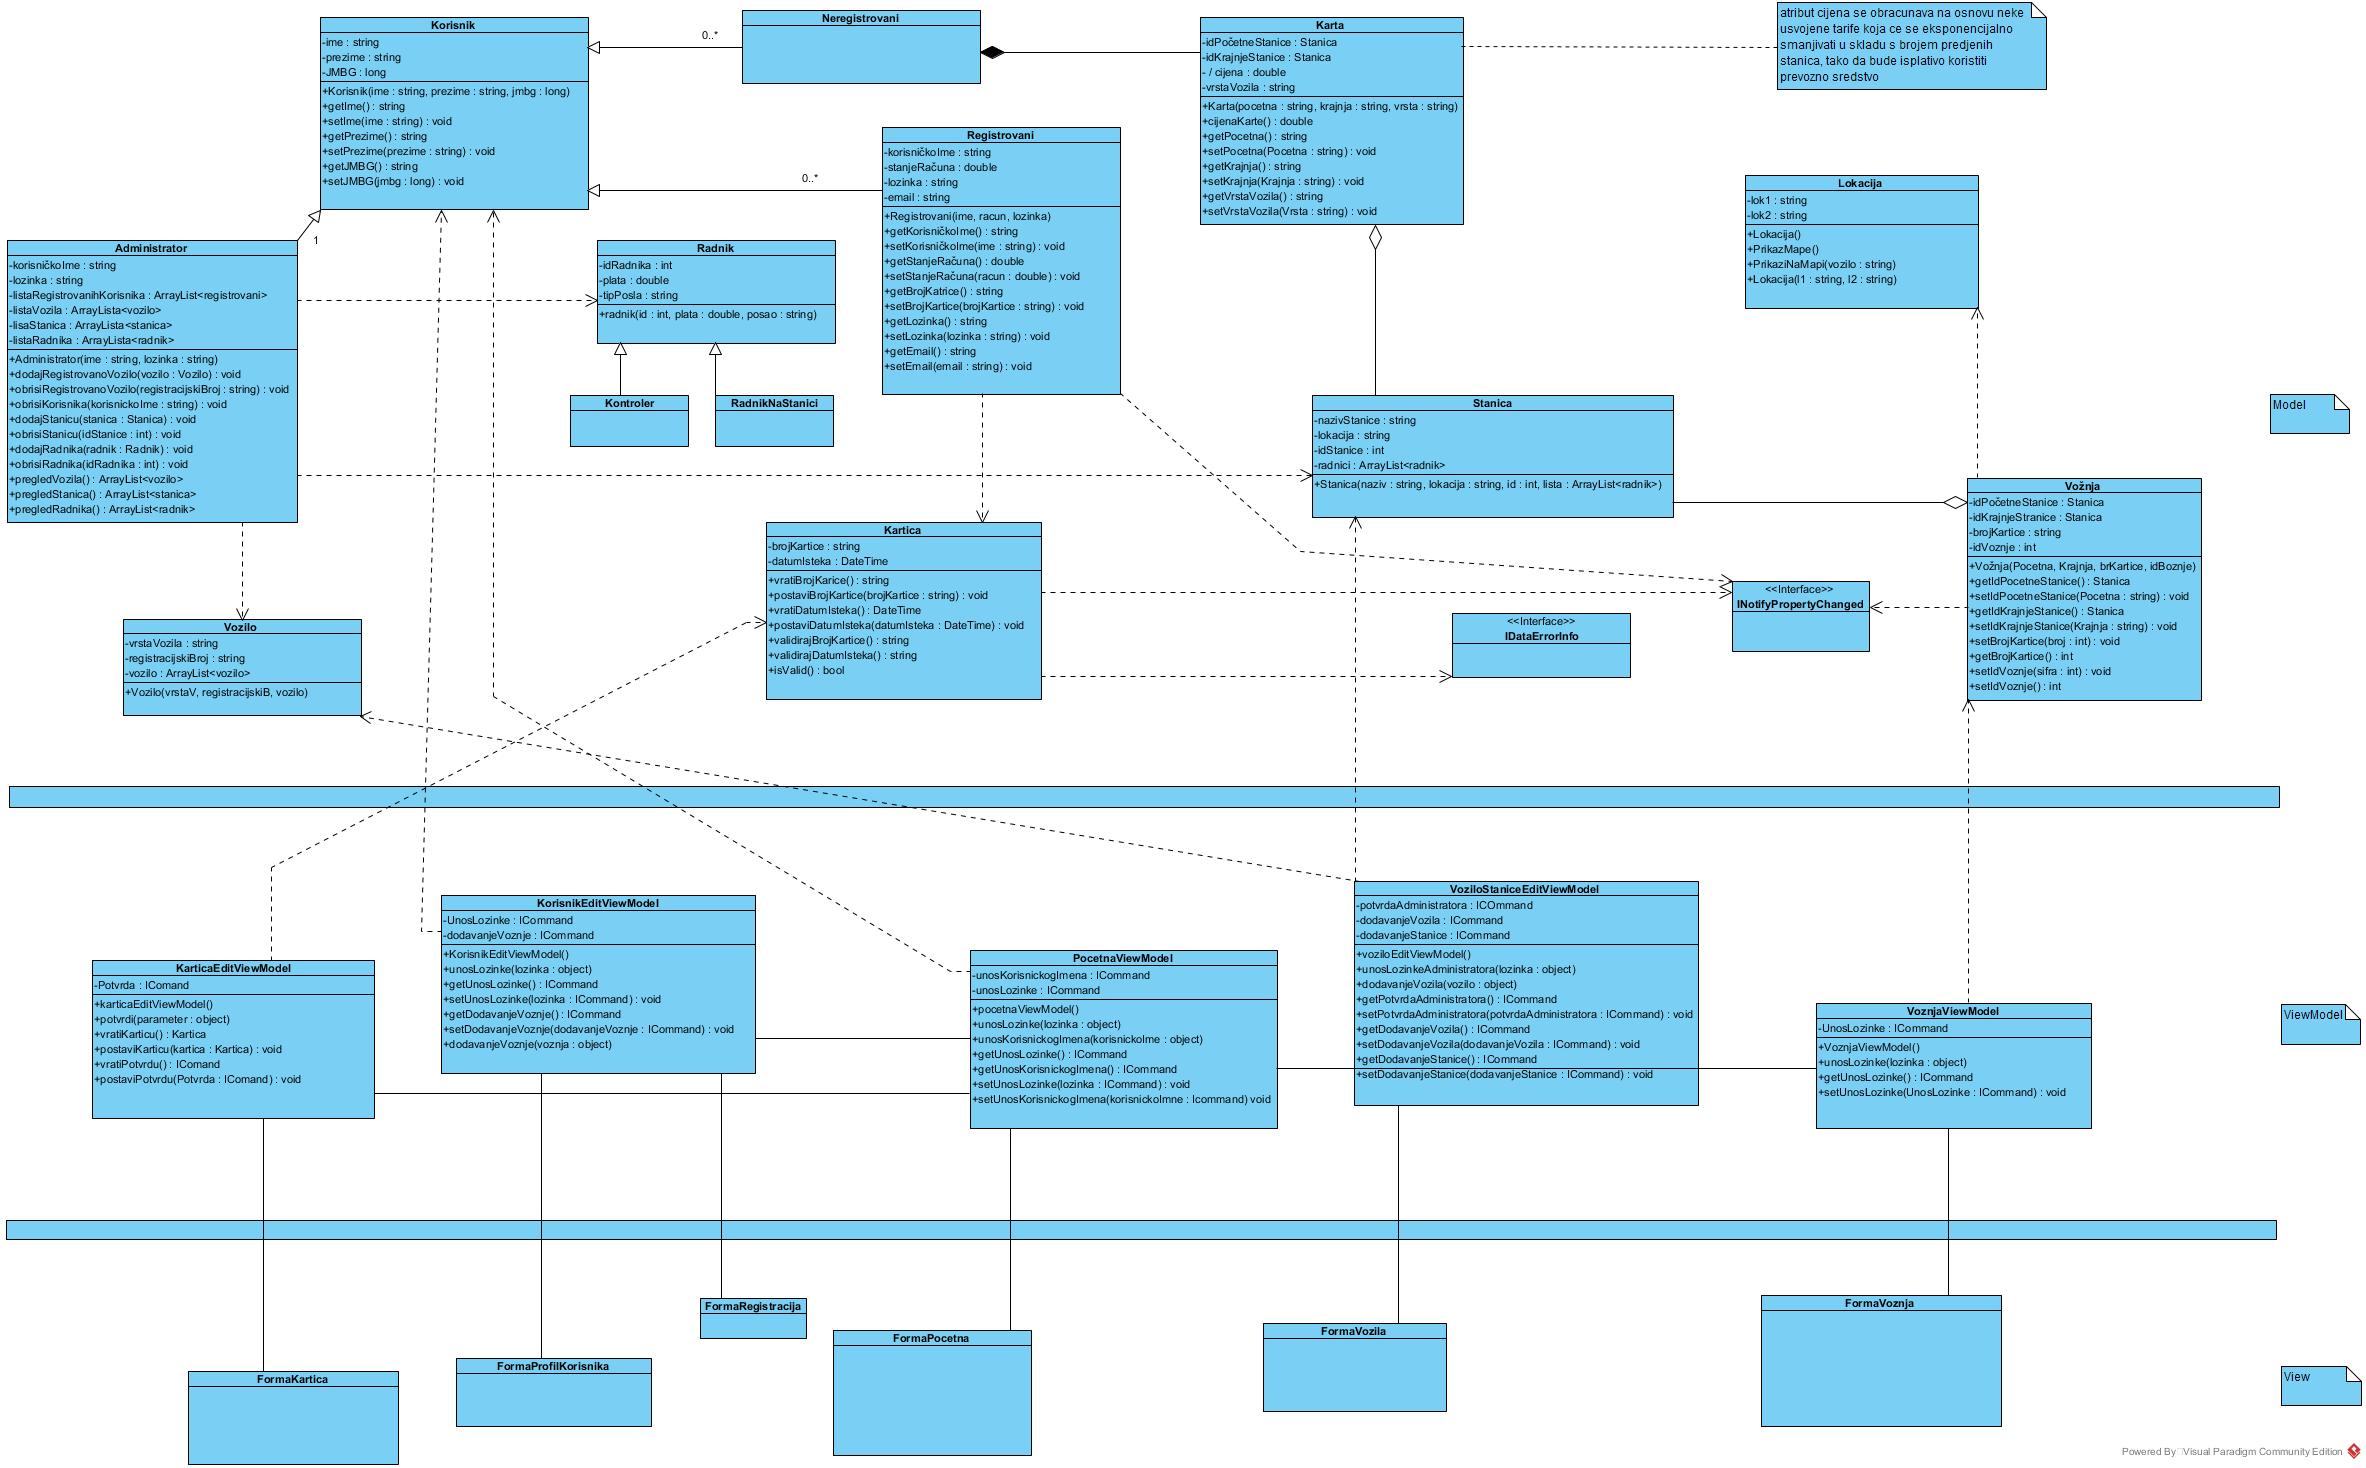 Korisnik
-ime : string
-prezime : string
-JMBG : long
+Korisnik(ime : string, prezime : string, jmbg : long)
+getIme() : string
+setIme(ime : string) : void
+getPrezime() : string
+setPrezime(prezime : string) : void
+getJMBG() : string
+setJMBG(jmbg : long) : void
0..*
Neregistrovani
Karta
-idPočetneStanice : Stanica
-idKrajnjeStanice : Stanica
- / cijena : double
-vrstaVozila : string
+Karta(pocetna : string, krajnja : string, vrsta : string)
+cijenaKarte() : double
+getPocetna() : string
+setPocetna(Pocetna : string) : void
+getKrajnja() : string
+setKrajnja(Krajnja : string) : void
+getVrstaVozila() : string
+setVrstaVozila(Vrsta : string) : void
atribut cijena se obracunava na osnovu neke
usvojene tarife koja ce se eksponencijalno
smanjivati u skladu s brojem predjenih
stanica, tako da bude isplativo koristiti
prevozno sredstvo
0..*
Registrovani
-korisničkoIme : string
-stanjeRačuna : double
-lozinka : string
-email : string
+Registrovani(ime, racun, lozinka)
+getKorisničkoIme() : string
+setKorisničkoIme(ime : string) : void
+getStanjeRačuna() : double
+setStanjeRačuna(racun : double) : void
+getBrojKatrice() : string
+setBrojKartice(brojKartice : string) : void
+getLozinka() : string
+setLozinka(lozinka : string) : void
+getEmail() : string
+setEmail(email : string) : void
Lokacija
-lok1 : string
-lok2 : string
+Lokacija()
+PrikazMape()
+PrikaziNaMapi(vozilo : string)
+Lokacija(l1 : string, l2 : string)
1
Administrator
-korisničkoIme : string
-lozinka : string
-listaRegistrovanihKorisnika : ArrayList<registrovani>
-listaVozila : ArrayLista<vozilo>
-lisaStanica : ArrayLista<stanica>
-listaRadnika : ArrayLista<radnik>
+Administrator(ime : string, lozinka : string)
+dodajRegistrovanoVozilo(vozilo : Vozilo) : void
+obrisiRegistrovanoVozilo(registracijskiBroj : string) : void
+obrisiKorisnika(korisnickoIme : string) : void
+dodajStanicu(stanica : Stanica) : void
+obrisiStanicu(idStanice : int) : void
+dodajRadnika(radnik : Radnik) : void
+obrisiRadnika(idRadnika : int) : void
+pregledVozila() : ArrayList<vozilo>
+pregledStanica() : ArrayList<stanica>
+pregledRadnika() : ArrayList<radnik>
Radnik
-idRadnika : int
-plata : double
-tipPosla : string
+radnik(id : int, plata : double, posao : string)
Kontroler
RadnikNaStanici
Stanica
-nazivStanice : string
-lokacija : string
-idStanice : int
-radnici : ArrayList<radnik>
+Stanica(naziv : string, lokacija : string, id : int, lista : ArrayList<radnik>)
Model
Vožnja
-idPočetneStanice : Stanica
-idKrajnjeStranice : Stanica
-brojKartice : string
-idVoznje : int
+Vožnja(Pocetna, Krajnja, brKartice, idBoznje)
+getIdPocetneStanice() : Stanica
+setIdPocetneStanice(Pocetna : string) : void
+getIdKrajnjeStanice() : Stanica
+setIdKrajnjeStanice(Krajnja : string) : void
+setBrojKartice(broj : int) : void
+getBrojKartice() : int
+setIdVoznje(sifra : int) : void
+setIdVoznje() : int
Kartica
-brojKartice : string
-datumIsteka : DateTime
+vratiBrojKarice() : string
+postaviBrojKartice(brojKartice : string) : void
+vratiDatumIsteka() : DateTime
+postaviDatumIsteka(datumIsteka : DateTime) : void
+validirajBrojKartice() : string
+validirajDatumIsteka() : string
+isValid() : bool
<<Interface>>
INotifyPropertyChanged
<<Interface>>
IDataErrorInfo
Vozilo
-vrstaVozila : string
-registracijskiBroj : string
-vozilo : ArrayList<vozilo>
+Vozilo(vrstaV, registracijskiB, vozilo)
KarticaEditViewModel
-Potvrda : IComand
+karticaEditViewModel()
+potvrdi(parameter : object)
+vratiKarticu() : Kartica
+postaviKarticu(kartica : Kartica) : void
+vratiPotvrdu() : IComand
+postaviPotvrdu(Potvrda : IComand) : void
KorisnikEditViewModel
-UnosLozinke : ICommand
-dodavanjeVoznje : ICommand
+KorisnikEditViewModel()
+unosLozinke(lozinka : object)
+getUnosLozinke() : ICommand
+setUnosLozinke(lozinka : ICommand) : void
+getDodavanjeVoznje() : ICommand
+setDodavanjeVoznje(dodavanjeVoznje : ICommand) : void
+dodavanjeVoznje(voznja : object)
PocetnaViewModel
-unosKorisnickogImena : ICommand
-unosLozinke : ICommand
+pocetnaViewModel()
+unosLozinke(lozinka : object)
+unosKorisnickogImena(korisnickoIme : object)
+getUnosLozinke() : ICommand
+getUnosKorisnickogImena() : ICommand
+setUnosLozinke(lozinka : ICommand) : void
+setUnosKorisnickogImena(korisnickoImne : Icommand) void
VoziloStaniceEditViewModel
-potvrdaAdministratora : ICOmmand
-dodavanjeVozila : ICommand
-dodavanjeStanice : ICommand
+voziloEditViewModel()
+unosLozinkeAdministratora(lozinka : object)
+dodavanjeVozila(vozilo : object)
+getPotvrdaAdministratora() : ICommand
+setPotvrdaAdministratora(potvrdaAdministratora : ICommand) : void
+getDodavanjeVozila() : ICommand
+setDodavanjeVozila(dodavanjeVozila : ICommand) : void
+getDodavanjeStanice() : ICommand
+setDodavanjeStanice(dodavanjeStanice : ICommand) : void
VoznjaViewModel
-UnosLozinke : ICommand
+VoznjaViewModel()
+unosLozinke(lozinka : object)
+getUnosLozinke() : ICommand
+setUnosLozinke(UnosLozinke : ICommand) : void
ViewModel
FormaKartica
FormaProfilKorisnika
FormaRegistracija
FormaPocetna
FormaVozila
FormaVoznja
View
Powered By Visual Paradigm Community Edition